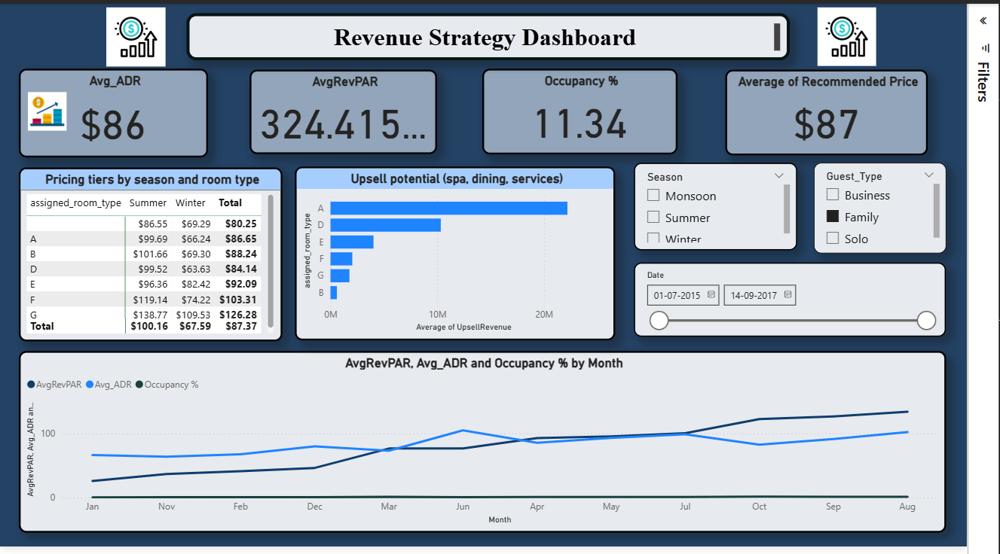 Revenue Strategy Dashboard
«
Filters
Avg_ADR
$86
AvgRevPAR
324.415...
Occupancy %
11.34
Average of Recommended Price
$87
Pricing tiers by season and room type
assigned_room_type Summer Winter Total
$86.55 $69.29 $80.25
A $99.69 $66.24 $86.65
B $101.66 $69.30 $88.24
D $99.52 $63.63 $84.14
E $96.36 $82.42 $92.09
F $119.14 $74.22 $103.31
G $138.77 $109.53 $126.28
Total $100.16 $67.59 $87.37
Upsell potential (spa, dining, services)
assigned_room_type
A
D
E
F
G
B
0M 10M 20M
Average of UpsellRevenue
Season
Monsoon
Summer
Winter
Guest_Type
Business
Family
Solo
Date
01-07-2015 14-09-2017
AvgRevPAR, Avg_ADR and Occupancy % by Month
AvgRevPAR Avg_ADR Occupancy %
AvgRevPAR, Avg_ADR an...
100
0
Jan Nov Feb Dec Mar Jun Apr May Jul Oct Sep Aug
Month